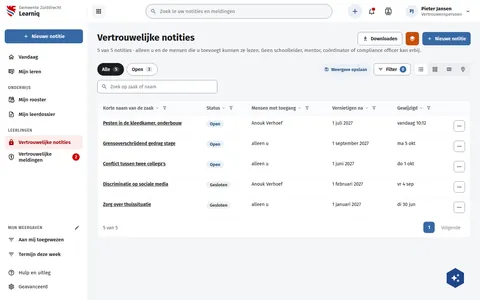 Gemeente Zuiddrecht
Learniq
Zoek in uw notities en meldingen
PJ
Pieter Jansen
Vertrouwenspersoon
+ Nieuwe notitie
Vandaag
Mijn leren
ONDERWIJS
Mijn rooster
Mijn leerdossier
LEERLINGEN
Vertrouwelijke notities
Vertrouwelijke meldingen
2
MIJN WEERGAVEN
Aan mij toegewezen
Termijn deze week
Hulp en uitleg
Geavanceerd
Vertrouwelijke notities
5 van 5 notities · alleen u en de mensen die u toevoegt kunnen ze lezen. Geen schoolleider, mentor, coördinator of compliance officer kan erbij.
Downloaden
+ Nieuwe notitie
Alle 5
Open 3
Weergave opslaan
Filter 0
Zoek op zaak of naam
Korte naam van de zaak
Status
Mensen met toegang
Vernietigen na
Gewijzigd
Pesten in de kleedkamer, onderbouw
Open
Anouk Verhoef
1 juli 2027
vandaag 10:12
Grensoverschrijdend gedrag stage
Open
alleen u
1 september 2027
ma 5 okt
Conflict tussen twee collega's
Open
alleen u
1 juni 2027
do 1 okt
Discriminatie op sociale media
Gesloten
Anouk Verhoef
1 februari 2027
vr 4 sep
Zorg over thuissituatie
Gesloten
alleen u
1 januari 2027
di 30 jun
5 van 5
1
Volgende